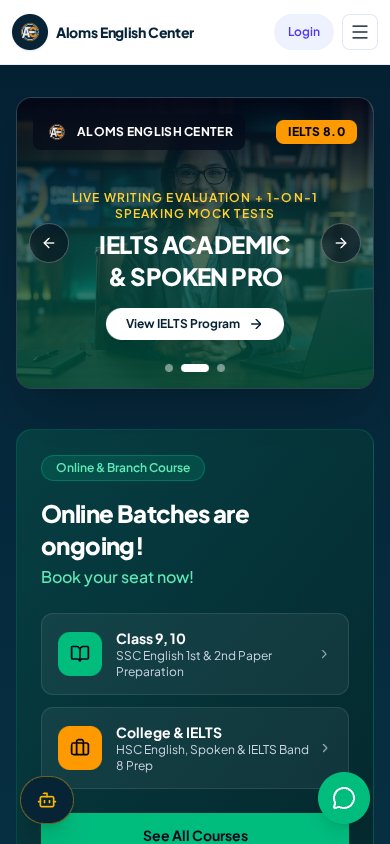 Aloms English Center
Login
ALOMS ENGLISH CENTER
IELTS 8.0
LIVE WRITING EVALUATION + 1-ON-1
SPEAKING MOCK TESTS
IELTS ACADEMIC
& SPOKEN PRO
View IELTS Program
Online & Branch Course
Online Batches are
ongoing!
Book your seat now!
Class 9, 10
SSC English 1st & 2nd Paper
Preparation
College & IELTS
HSC English, Spoken & IELTS Band
8 Prep
See All Courses